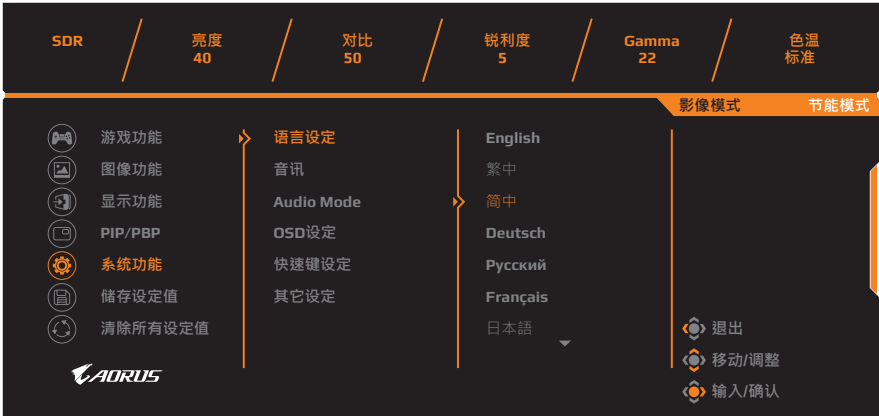 SDR
亮度
40
对比
50
锐利度
5
Gamma
22
色温
标准
影像模式
节能模式
游戏功能
图像功能
显示功能
PIP/PBP
系统功能
储存设定值
清除所有设定值
语言设定
音讯
Audio Mode
OSD设定
快速键设定
其它设定
English
繁中
简中
Deutsch
Русский
Français
日本語
退出
移动/调整
输入/确认
AORUS